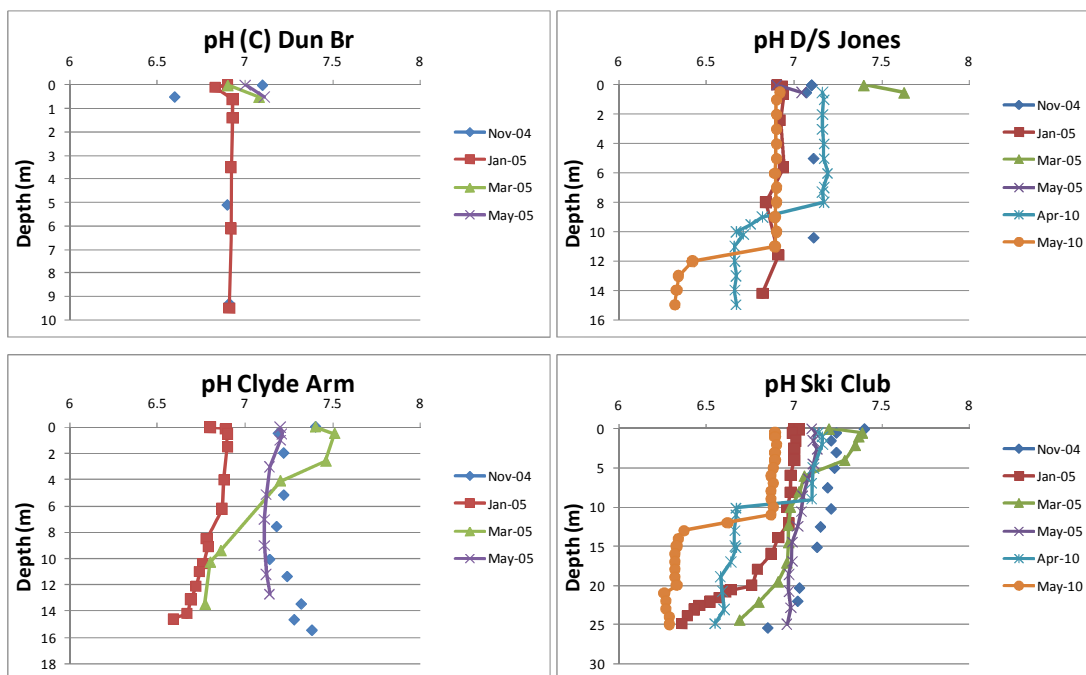 pH (C) Dun Br
6 6.5 7 7.5 8
0
1
2
3
4
5
6
7
8
9
10
Depth (m)
Nov-04
Jan-05
Mar-05
May-05
pH D/S Jones
6 6.5 7 7.5 8
0
2
4
6
8
10
12
14
16
Depth (m)
Nov-04
Jan-05
Mar-05
May-05
Apr-10
May-10
pH Clyde Arm
6 6.5 7 7.5 8
0
2
4
6
8
10
12
14
16
18
Depth (m)
Nov-04
Jan-05
Mar-05
May-05
pH Ski Club
6 6.5 7 7.5 8
0
5
10
15
20
25
30
Depth (m)
Nov-04
Jan-05
Mar-05
May-05
Apr-10
May-10